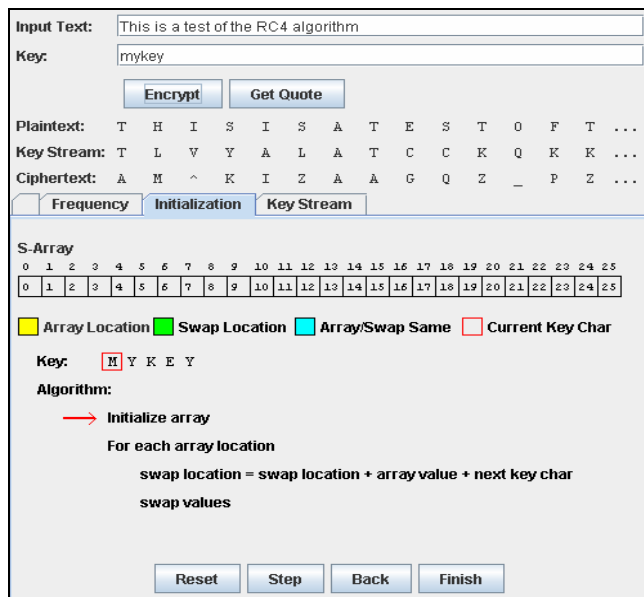 Input Text: This is a test of the RC4 algorithm
Key: mykey
Encrypt Get Quote
Plaintext: T H I S I S A T E S T O F T ...
Key Stream: T L V Y A L A T C C K Q K K ...
Ciphertext: A M ^ K I Z A A G Q Z _ P Z ...
Frequency Initialization Key Stream
S-Array
0 1 2 3 4 5 6 7 8 9 10 11 12 13 14 15 16 17 18 19 20 21 22 23 24 25
0 1 2 3 4 5 6 7 8 9 10 11 12 13 14 15 16 17 18 19 20 21 22 23 24 25
Array Location Swap Location Array/Swap Same Current Key Char
Key: M Y K E Y
Algorithm:
Initialize array
For each array location
swap location = swap location + array value + next key char
swap values
Reset Step Back Finish